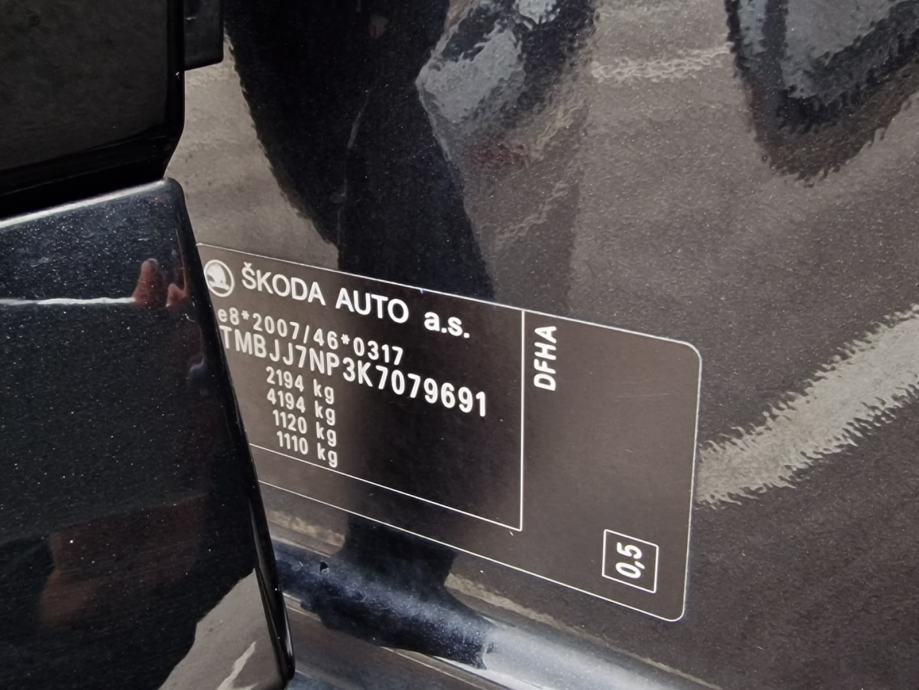 ŠKODA AUTO a.s.
e8*2007/46*0317
TMBJJ7NP3K7079691
2194 kg
4194 kg
1120 kg
1110 kg
DFHA
0,5